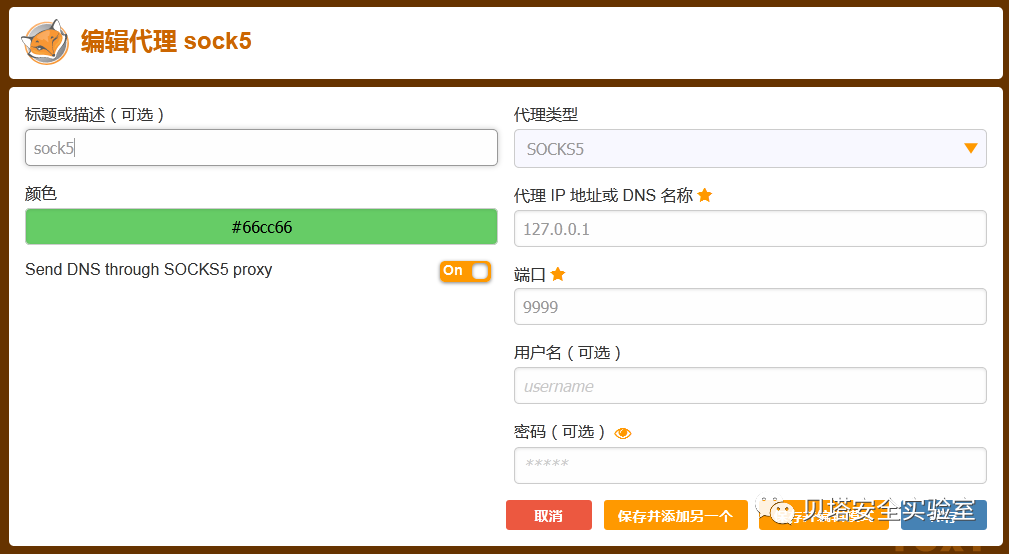 编辑代理 sock5
标题或描述（可选）
sock5
颜色
#66cc66
Send DNS through SOCKS5 proxy
On
代理类型
SOCKS5
代理 IP 地址或 DNS 名称
127.0.0.1
端口
9999
用户名（可选）
username
密码（可选）
*****
取消
保存并添加另一个
贝塔安全实验室